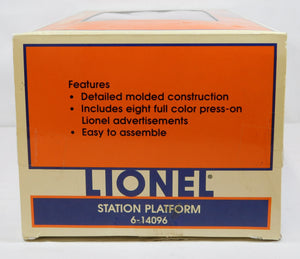 Features
• Detailed molded construction
• Includes eight full color press-on
Lionel advertisements
• Easy to assemble
LIONEL®
STATION PLATFORM
6-14096